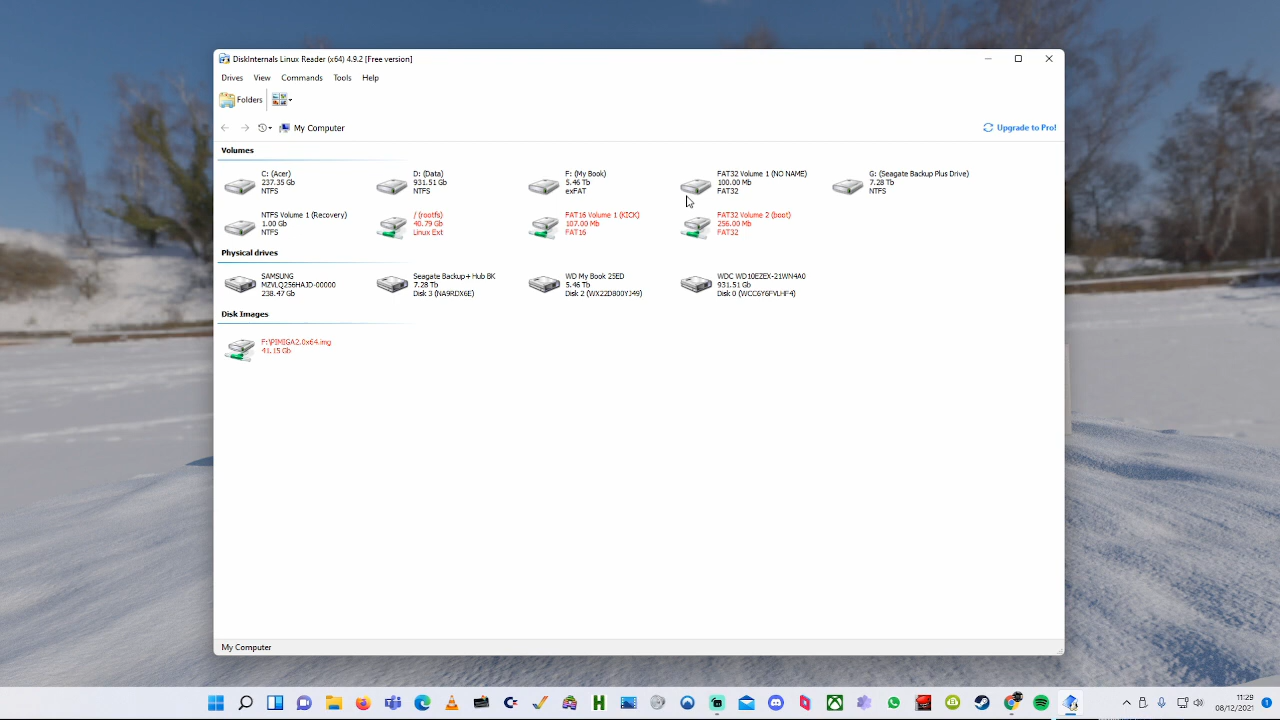 DiskInternals Linux Reader (x64) 4.9.2 [Free version]
Drives View Commands Tools Help
Folders
My Computer
Upgrade to Pro!
Volumes
C: (Acer)
237.35 Gb
NTFS
D: (Data)
931.51 Gb
NTFS
F: (My Book)
5.46 Tb
exFAT
FAT32 Volume 1 (NO NAME)
100.00 Mb
FAT32
G: (Seagate Backup Plus Drive)
7.28 Tb
NTFS
NTFS Volume 1 (Recovery)
1.00 Gb
NTFS
/ (rootfs)
40.79 Gb
Linux Ext
FAT16 Volume 1 (KICK)
107.00 Mb
FAT16
FAT32 Volume 2 (boot)
256.00 Mb
FAT32
Physical drives
SAMSUNG
MZVLQ256HAJD-00000
238.47 Gb
Seagate Backup+ Hub BK
7.28 Tb
Disk 3 (NA9RDX6E)
WD My Book 25ED
5.46 Tb
Disk 2 (WX22D800YJ49)
WDC WD10EZEX-21WN4A0
931.51 Gb
Disk 0 (WCC6Y6FVLHF4)
Disk Images
F:\PIMIGA2.0x64.img
41.15 Gb
My Computer
11:29
08/12/2021